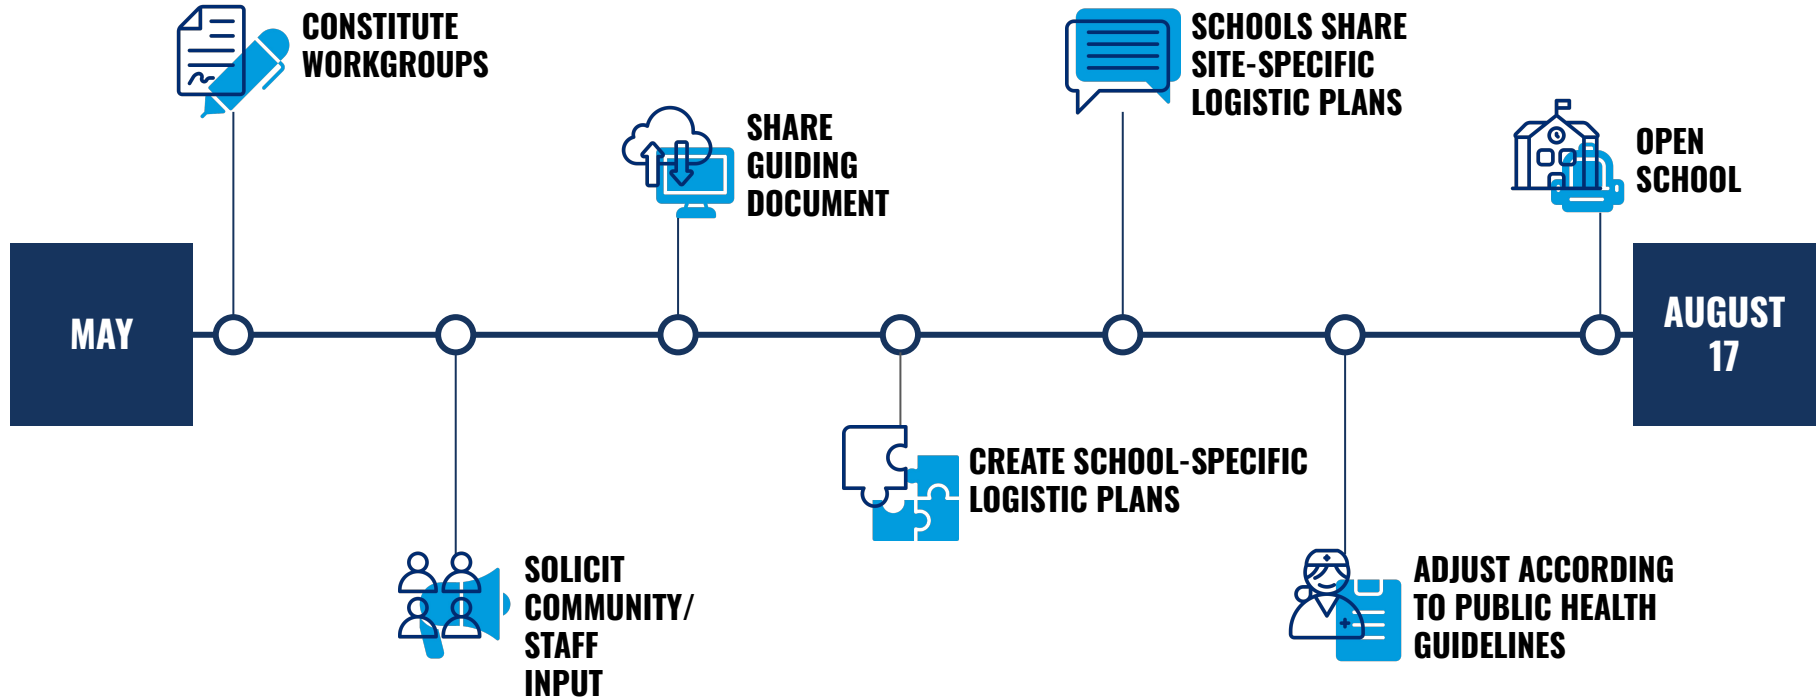 MAY
CONSTITUTE
WORKGROUPS
SOLICIT
COMMUNITY/
STAFF
INPUT
SHARE
GUIDING
DOCUMENT
CREATE SCHOOL-SPECIFIC
LOGISTIC PLANS
SCHOOLS SHARE
SITE-SPECIFIC
LOGISTIC PLANS
ADJUST ACCORDING
TO PUBLIC HEALTH
GUIDELINES
OPEN
SCHOOL
AUGUST
17